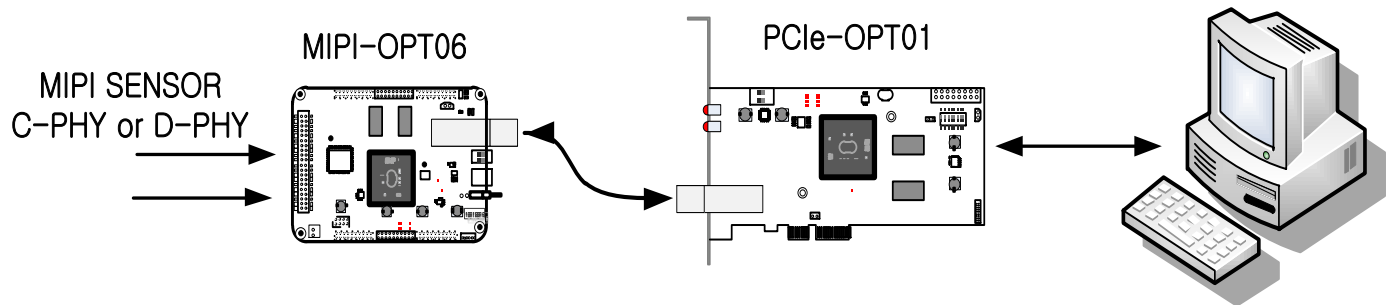 MIPI SENSOR
C-PHY or D-PHY
MIPI-OPT06
PCIe-OPT01